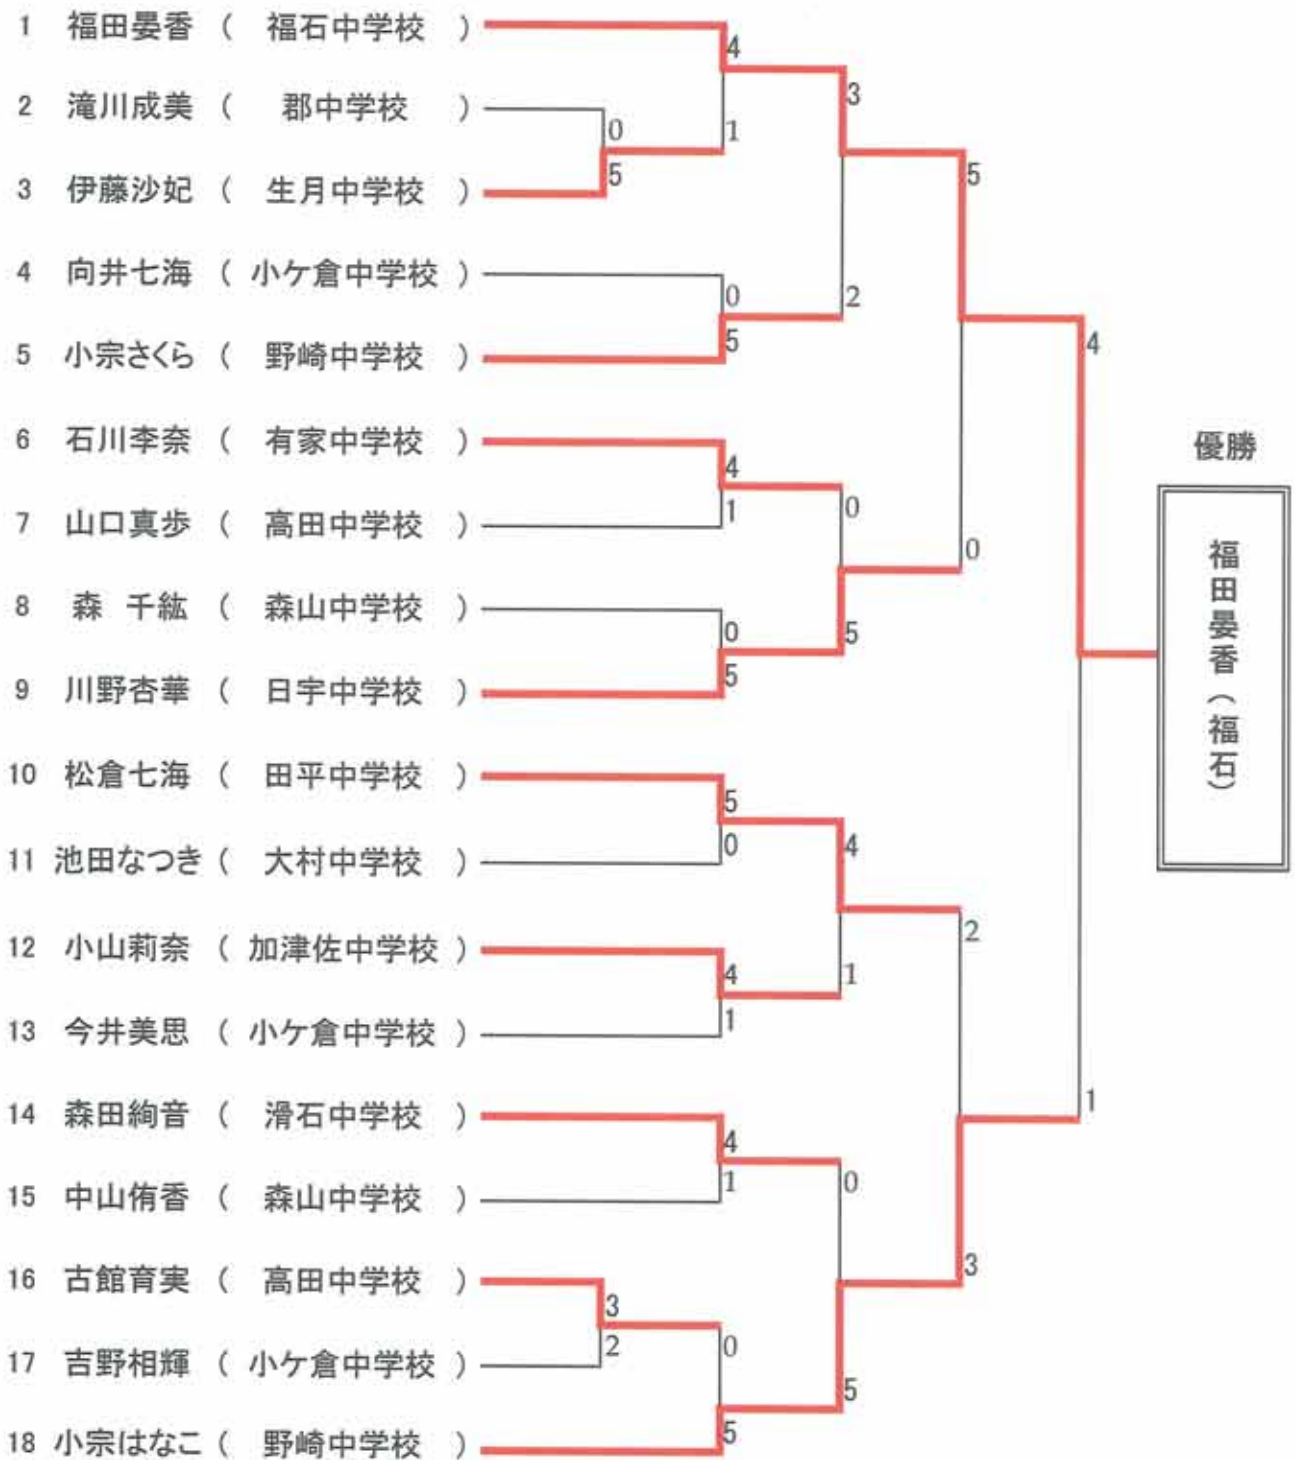 1 福田晏香 ( 福石中学校 )
2 滝川成美 ( 郡中学校 )
3 伊藤沙妃 ( 生月中学校 )
4 向井七海 ( 小ケ倉中学校 )
5 小宗さくら ( 野崎中学校 )
6 石川李奈 ( 有家中学校 )
7 山口真歩 ( 高田中学校 )
8 森 千紘 ( 森山中学校 )
9 川野杏華 ( 日宇中学校 )
10 松倉七海 ( 田平中学校 )
11 池田なつき ( 大村中学校 )
12 小山莉奈 ( 加津佐中学校 )
13 今井美思 ( 小ケ倉中学校 )
14 森田絢音 ( 滑石中学校 )
15 中山侑香 ( 森山中学校 )
16 古館育実 ( 高田中学校 )
17 吉野相輝 ( 小ケ倉中学校 )
18 小宗はなこ ( 野崎中学校 )
0
5
3
2
4
1
0
5
4
1
0
5
5
0
4
1
4
1
0
5
3
2
0
5
4
1
0
5
5
0
2
3
4
1
優勝
福田晏香(福石)